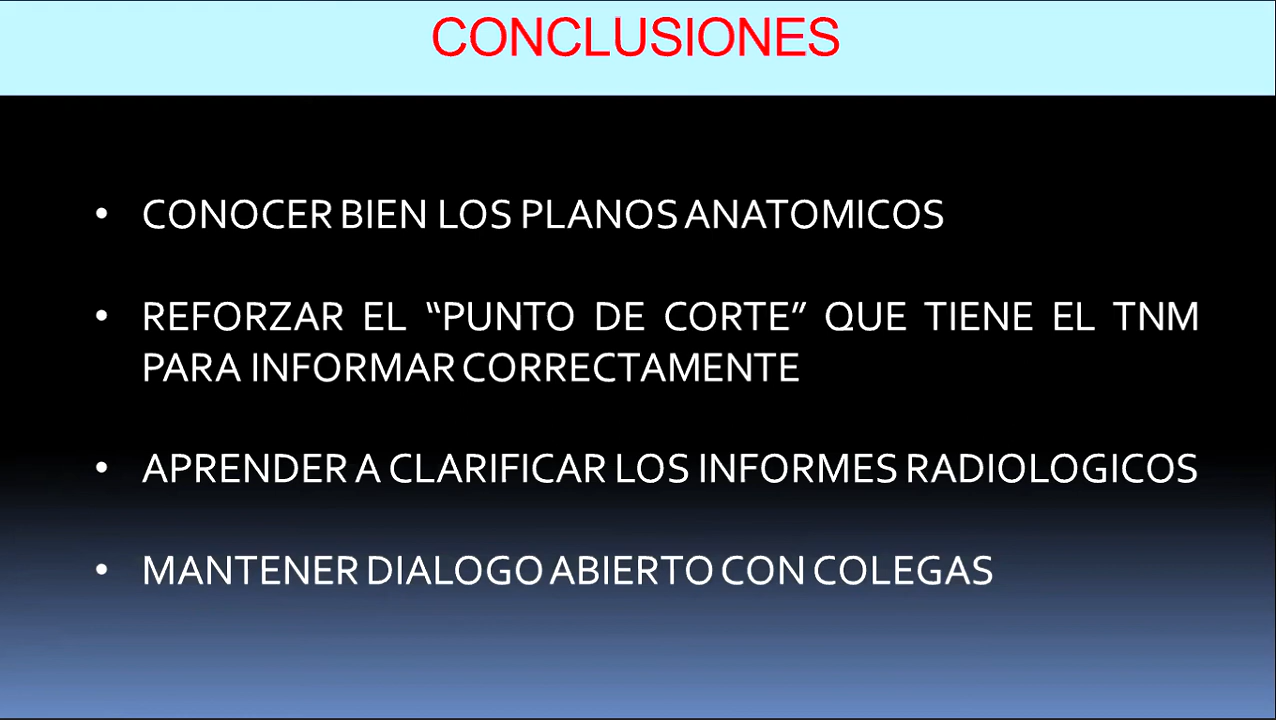 CONCLUSIONES
• CONOCER BIEN LOS PLANOS ANATOMICOS
• REFORZAR EL “PUNTO DE CORTE” QUE TIENE EL TNM
PARA INFORMAR CORRECTAMENTE
• APRENDER A CLARIFICAR LOS INFORMES RADIOLOGICOS
• MANTENER DIALOGO ABIERTO CON COLEGAS